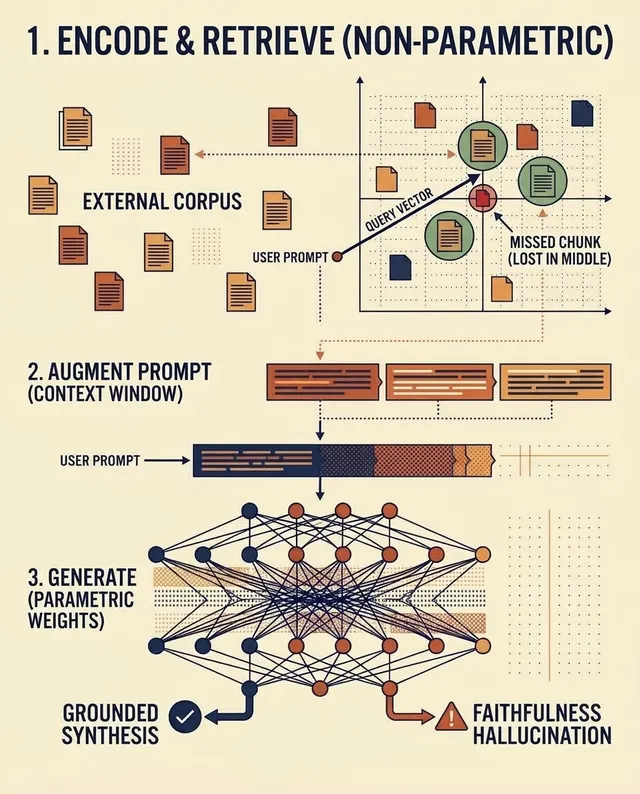 1. ENCODE & RETRIEVE (NON-PARAMETRIC)
EXTERNAL CORPUS
QUERY VECTOR
USER PROMPT
MISSED CHUNK
(LOST IN MIDDLE)
2. AUGMENT PROMPT
(CONTEXT WINDOW)
USER PROMPT
3. GENERATE
(PARAMETRIC
WEIGHTS)
GROUNDED
SYNTHESIS
FAITHFULNESS
HALLUCINATION